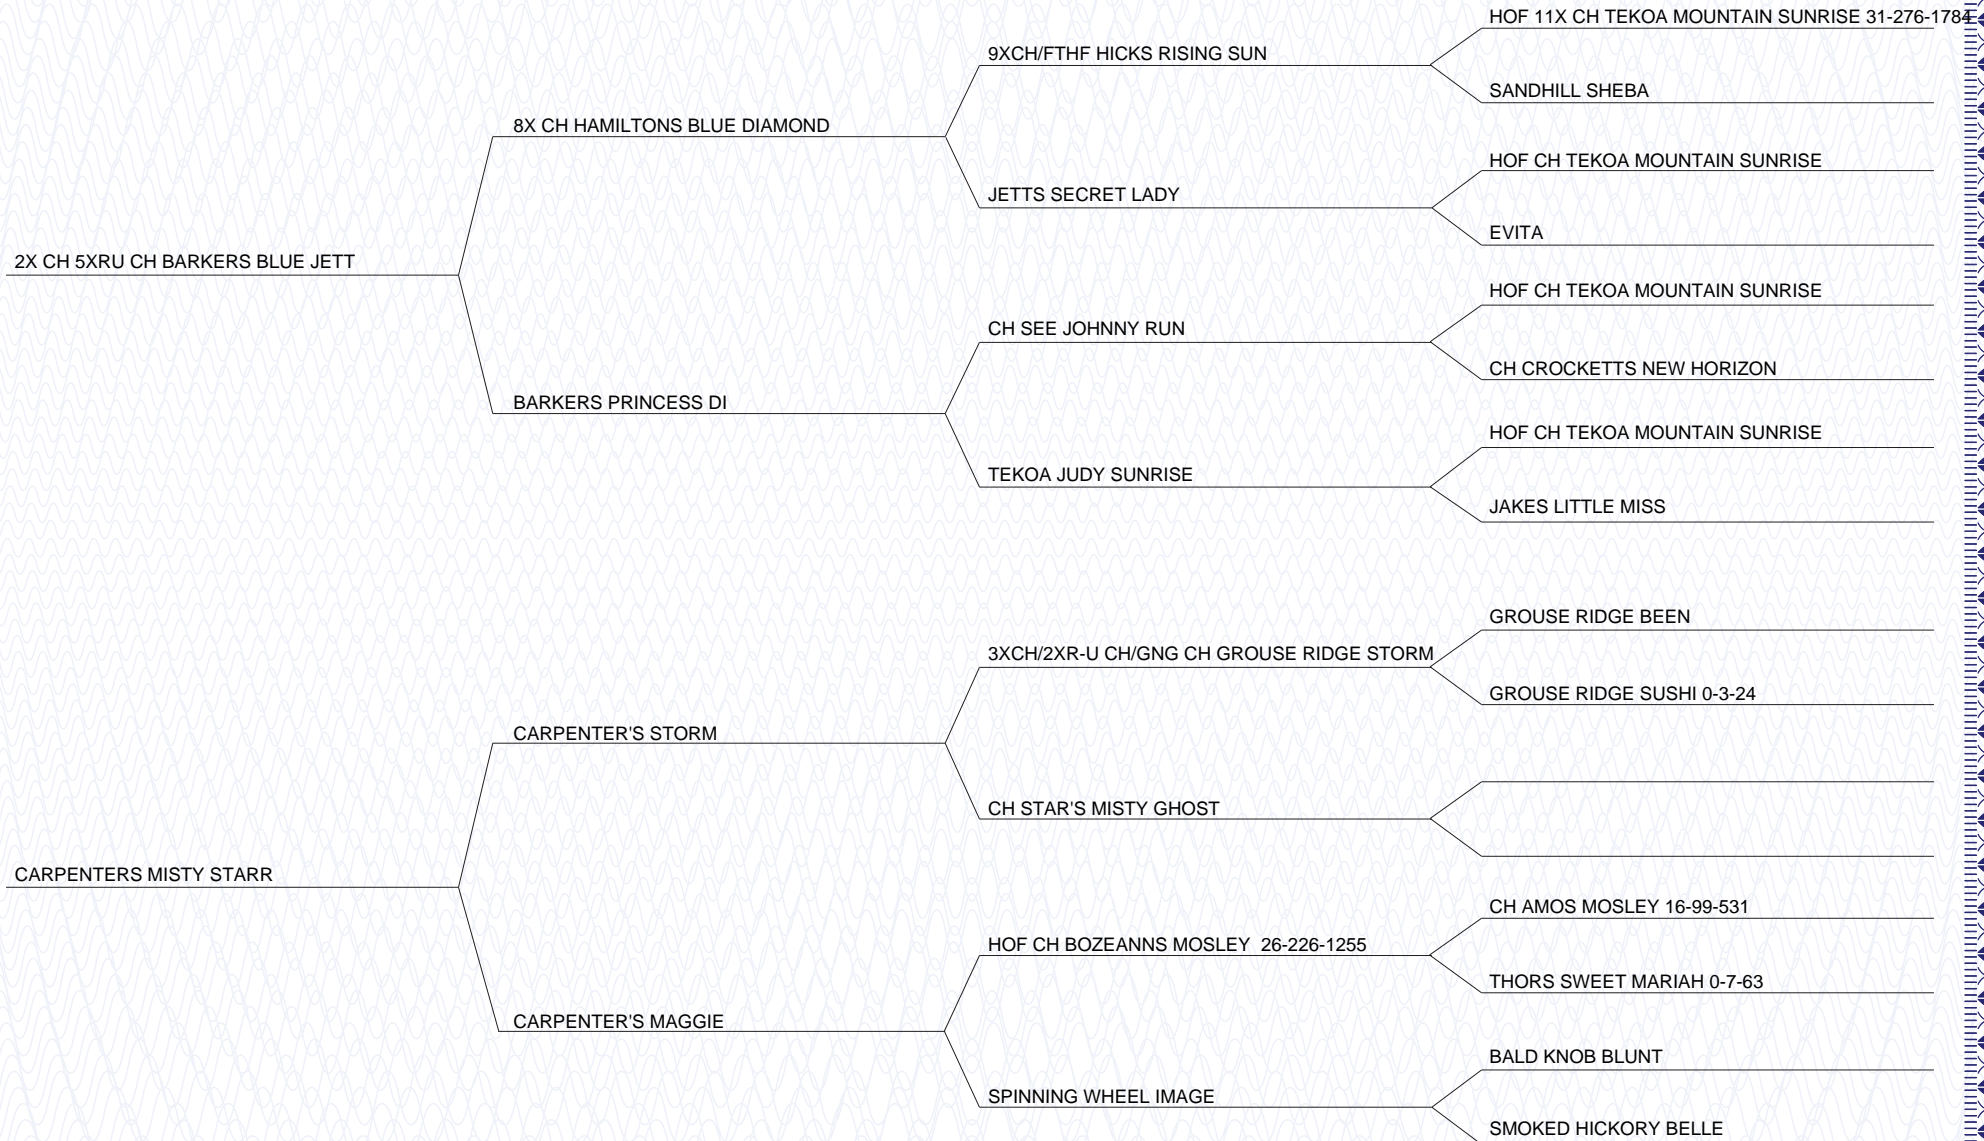 HOF 11X CH TEKOA MOUNTAIN SUNRISE 31-276-1784
9XCH/FTHF HICKS RISING SUN
SANDHILL SHEBA
8X CH HAMILTONS BLUE DIAMOND
HOF CH TEKOA MOUNTAIN SUNRISE
JETTS SECRET LADY
EVITA
2X CH 5XRU CH BARKERS BLUE JETT
HOF CH TEKOA MOUNTAIN SUNRISE
CH SEE JOHNNY RUN
CH CROCKETTS NEW HORIZON
BARKERS PRINCESS DI
HOF CH TEKOA MOUNTAIN SUNRISE
TEKOA JUDY SUNRISE
JAKES LITTLE MISS
GROUSE RIDGE BEEN
3XCH/2XR-U CH/GNG CH GROUSE RIDGE STORM
GROUSE RIDGE SUSHI 0-3-24
CARPENTER'S STORM
CH STAR'S MISTY GHOST
CARPENTERS MISTY STARR
CH AMOS MOSLEY 16-99-531
HOF CH BOZEANNS MOSLEY  26-226-1255
THORS SWEET MARIAH 0-7-63
CARPENTER'S MAGGIE
BALD KNOB BLUNT
SPINNING WHEEL IMAGE
SMOKED HICKORY BELLE